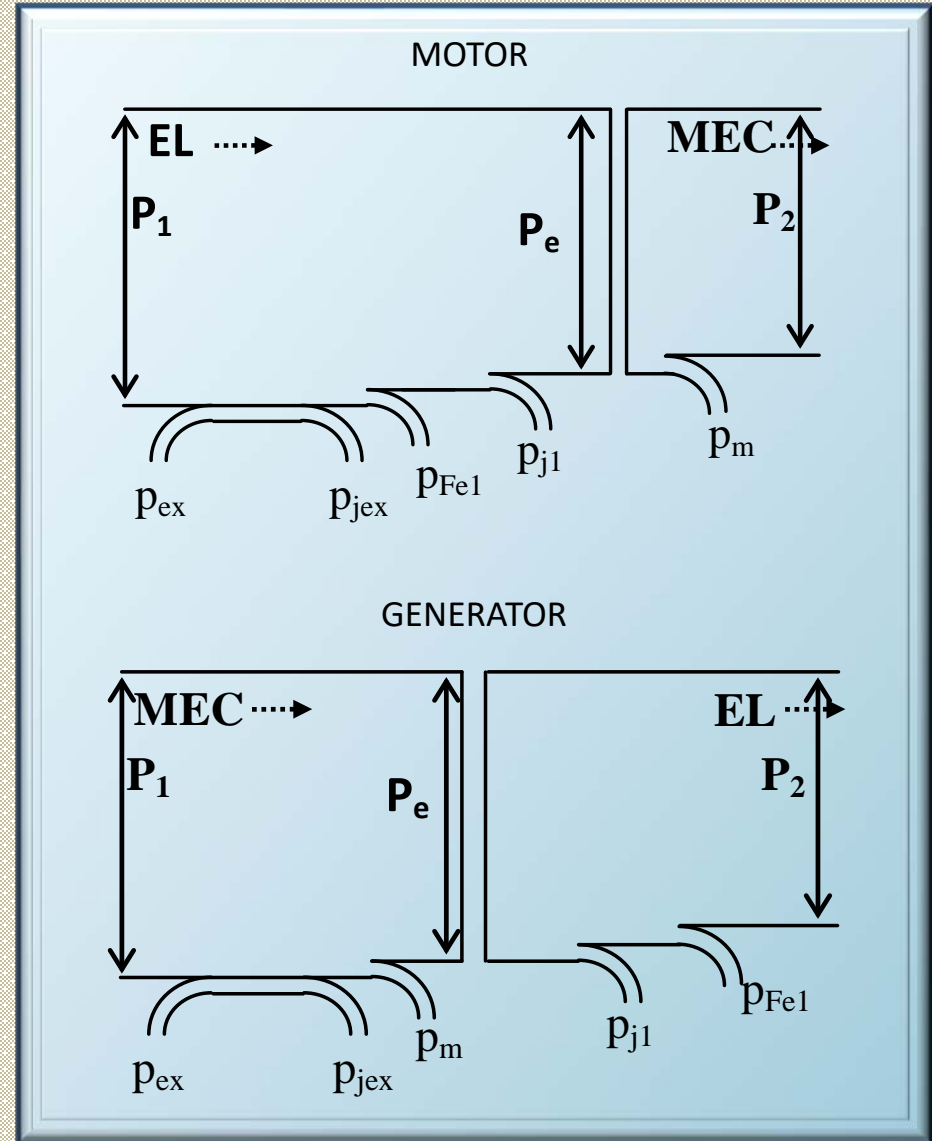 MOTOR
EL MEC
P1 Pe P2
pex pjex pFe1 pj1 pm
GENERATOR
MEC EL
P1 Pe P2
pex pjex pm pj1 pFe1